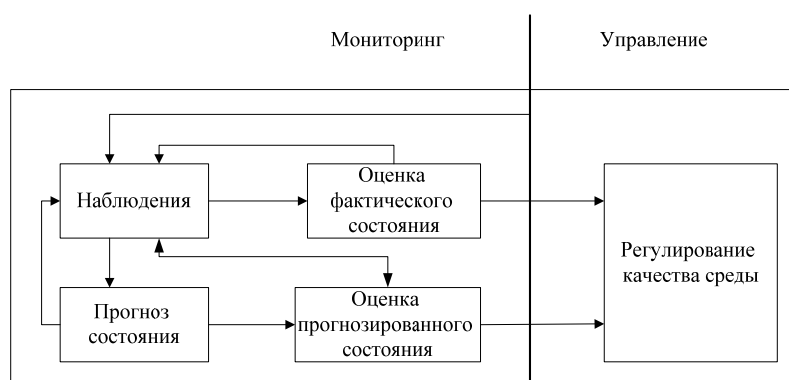 Мониторинг
Управление
Наблюдения
Оценка
фактического
состояния
Регулирование
качества среды
Прогноз
состояния
Оценка
прогнозированного
состояния